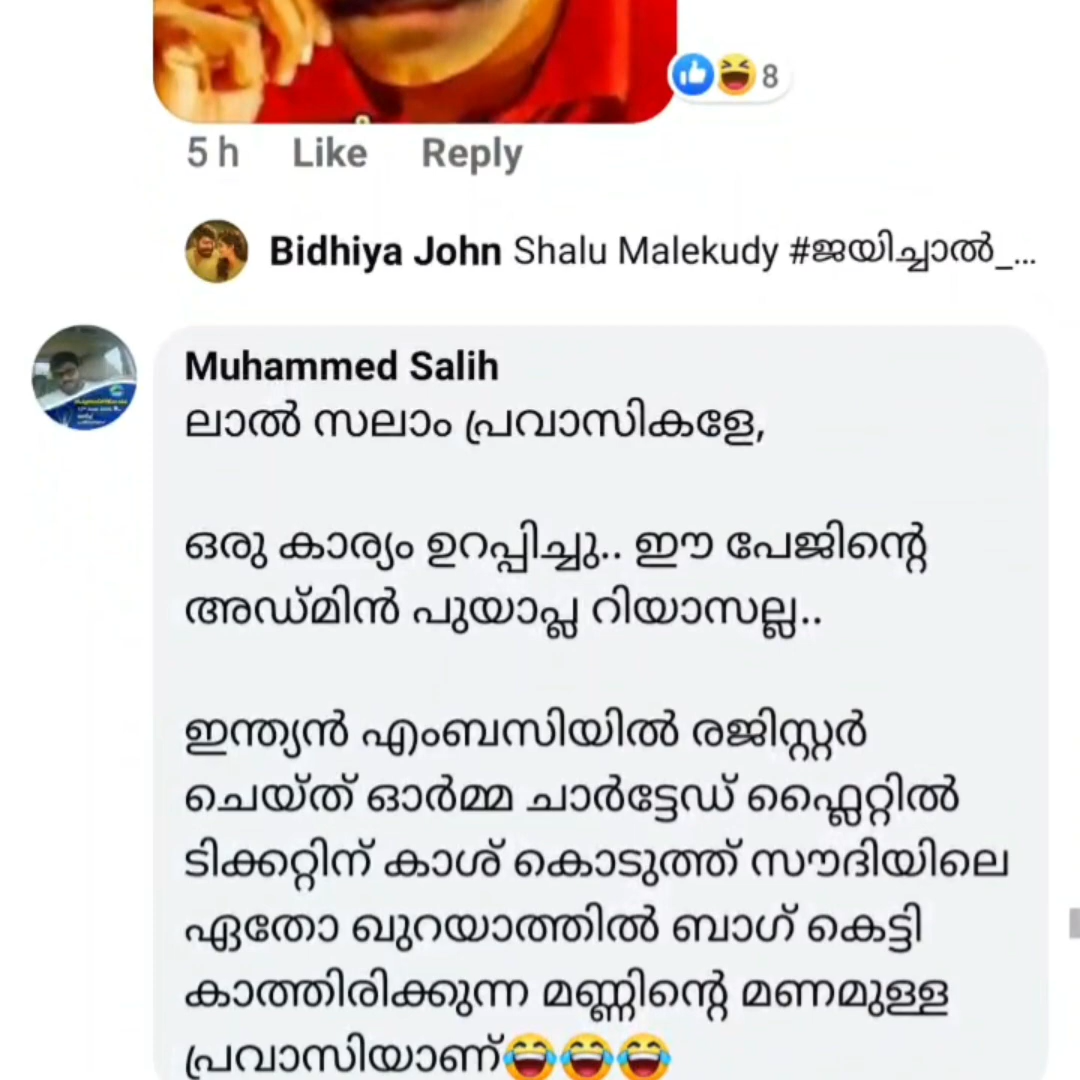 8
5 h Like Reply
Bidhiya John Shalu Malekudy #ജയിച്ചാൽ_...
Muhammed Salih
ലാൽ സലാം പ്രവാസികളേ,
ഒരു കാര്യം ഉറപ്പിച്ചു.. ഈ പേജിന്റെ
അഡ്മിൻ പുയാപ്ല റിയാസല്ല..
ഇന്ത്യൻ എംബസിയിൽ രജിസ്റ്റർ
ചെയ്ത് ഓർമ്മ ചാർട്ടേഡ് ഫ്ലൈറ്റിൽ
ടിക്കറ്റിന് കാശ് കൊടുത്ത് സൗദിയിലെ
ഏതോ ഖുറയാത്തിൽ ബാഗ് കെട്ടി
കാത്തിരിക്കുന്ന മണ്ണിന്റെ മണമുള്ള
പ്രവാസിയാണ്😂😂😂